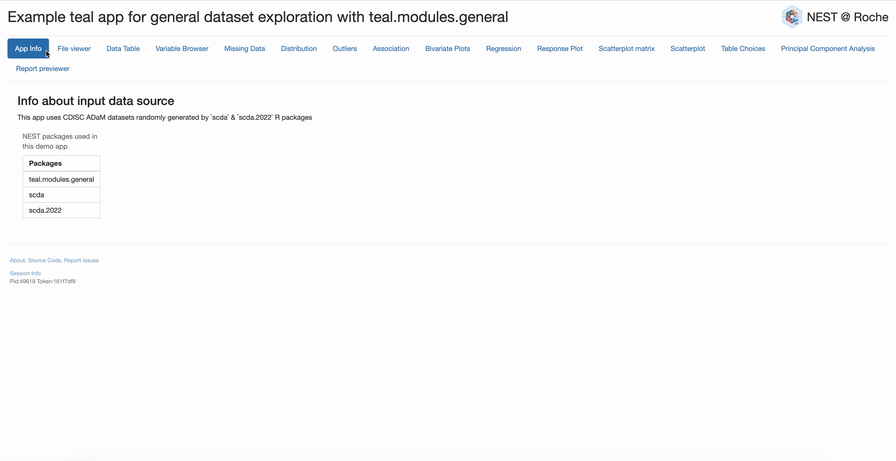 Example teal app for general dataset exploration with teal.modules.general
NEST @ Roche
App Info File viewer Data Table Variable Browser Missing Data Distribution Outliers Association Bivariate Plots Regression Response Plot Scatterplot matrix Scatterplot Table Choices Principal Component Analysis
Report previewer
Info about input data source
This app uses CDISC ADaM datasets randomly generated by `scda` & `scda.2022` R packages
NEST packages used in
this demo app
Packages
teal.modules.general
scda
scda.2022
About, Source Code, Report Issues
Session Info
Pid:49619 Token:161f7df9